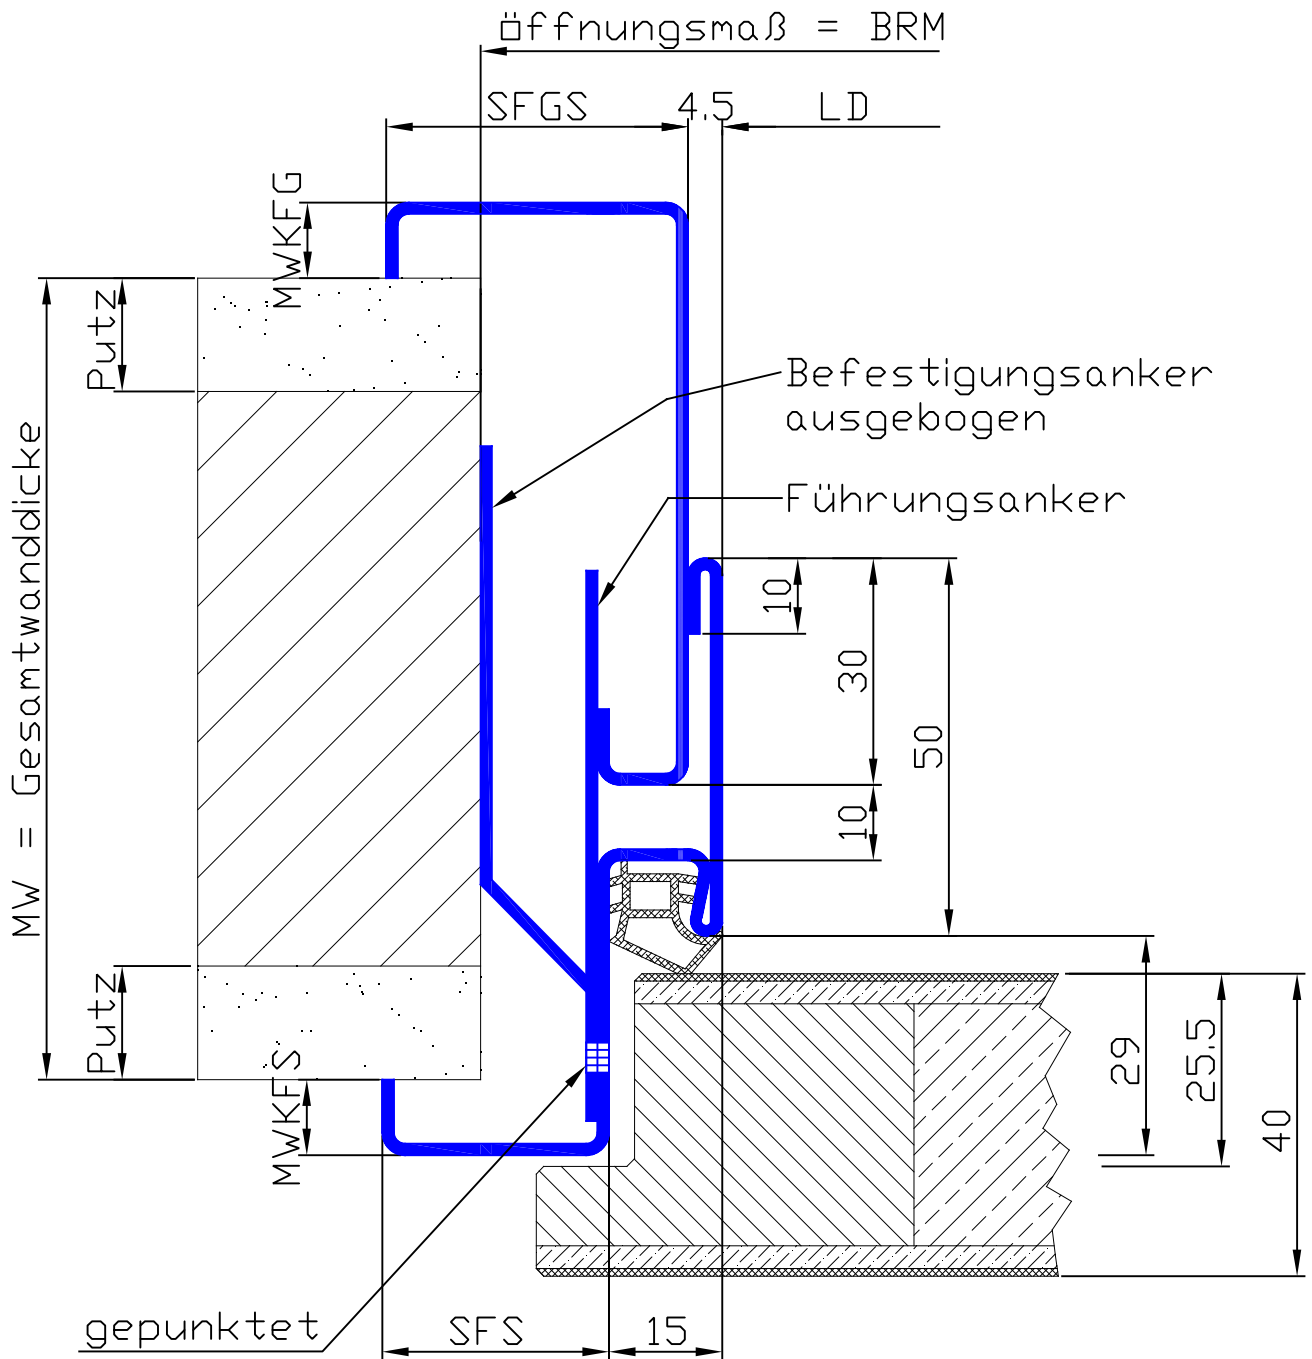 öffnungsmaß = BRM
SFGS
4.5
LD
MWKFG
Putz
MW = Gesamtwanddicke
Befestigungsanker
ausgebogen
Führungsanker
10
30
50
10
Putz
MWKFS
29
25.5
40
gepunktet
SFS
15